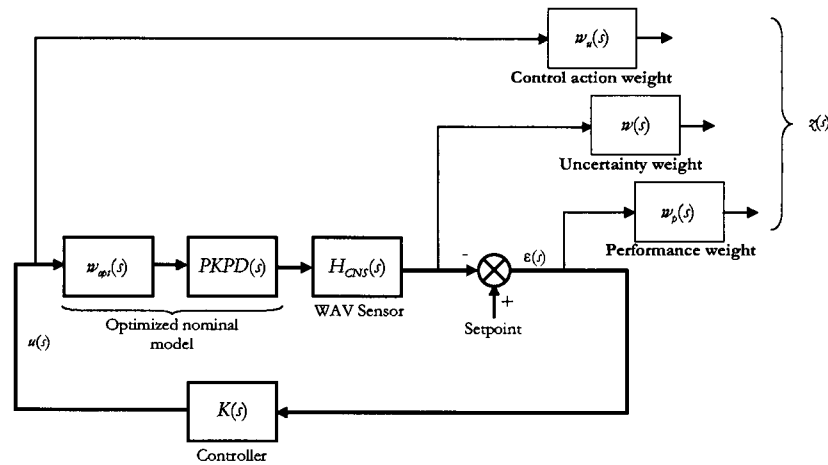 w_u(s)
Control action weight
w(s)
Uncertainty weight
z(s)
w_p(s)
Performance weight
w_opt(s)
PKPD(s)
H_CNS(s)
WAV Sensor
-
ε(s)
+
Setpoint
Optimized nominal
model
u(s)
K(s)
Controller